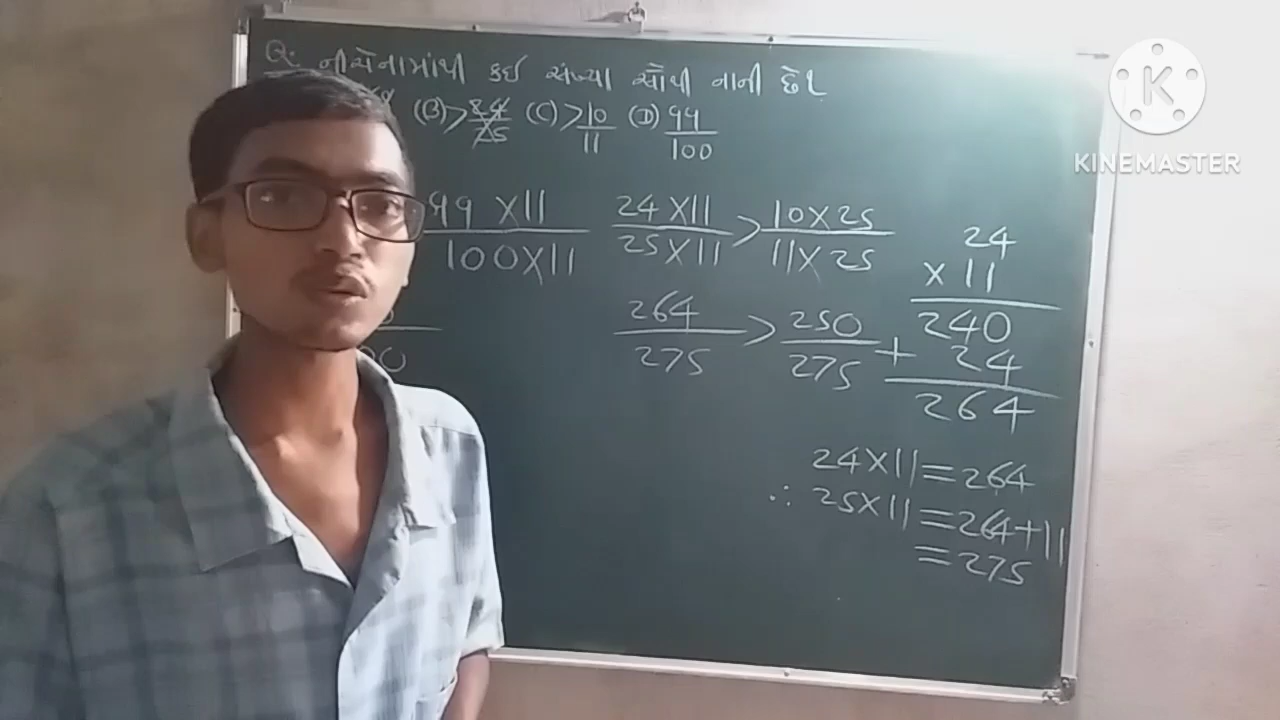 Q: નીચેનામાંથી કઈ સંખ્યા સૌથી નાની છે?
(B) > 24/25 (C) > 10/11 (D) 99/100
99 X 11 / 100 X 11
24 X 11 / 25 X 11 > 10 X 25 / 11 X 25
264 / 275 > 250 / 275
24
X 11
240
+ 24
264
24 X 11 = 264
∴ 25 X 11 = 264 + 11
= 275
K
KINEMASTER